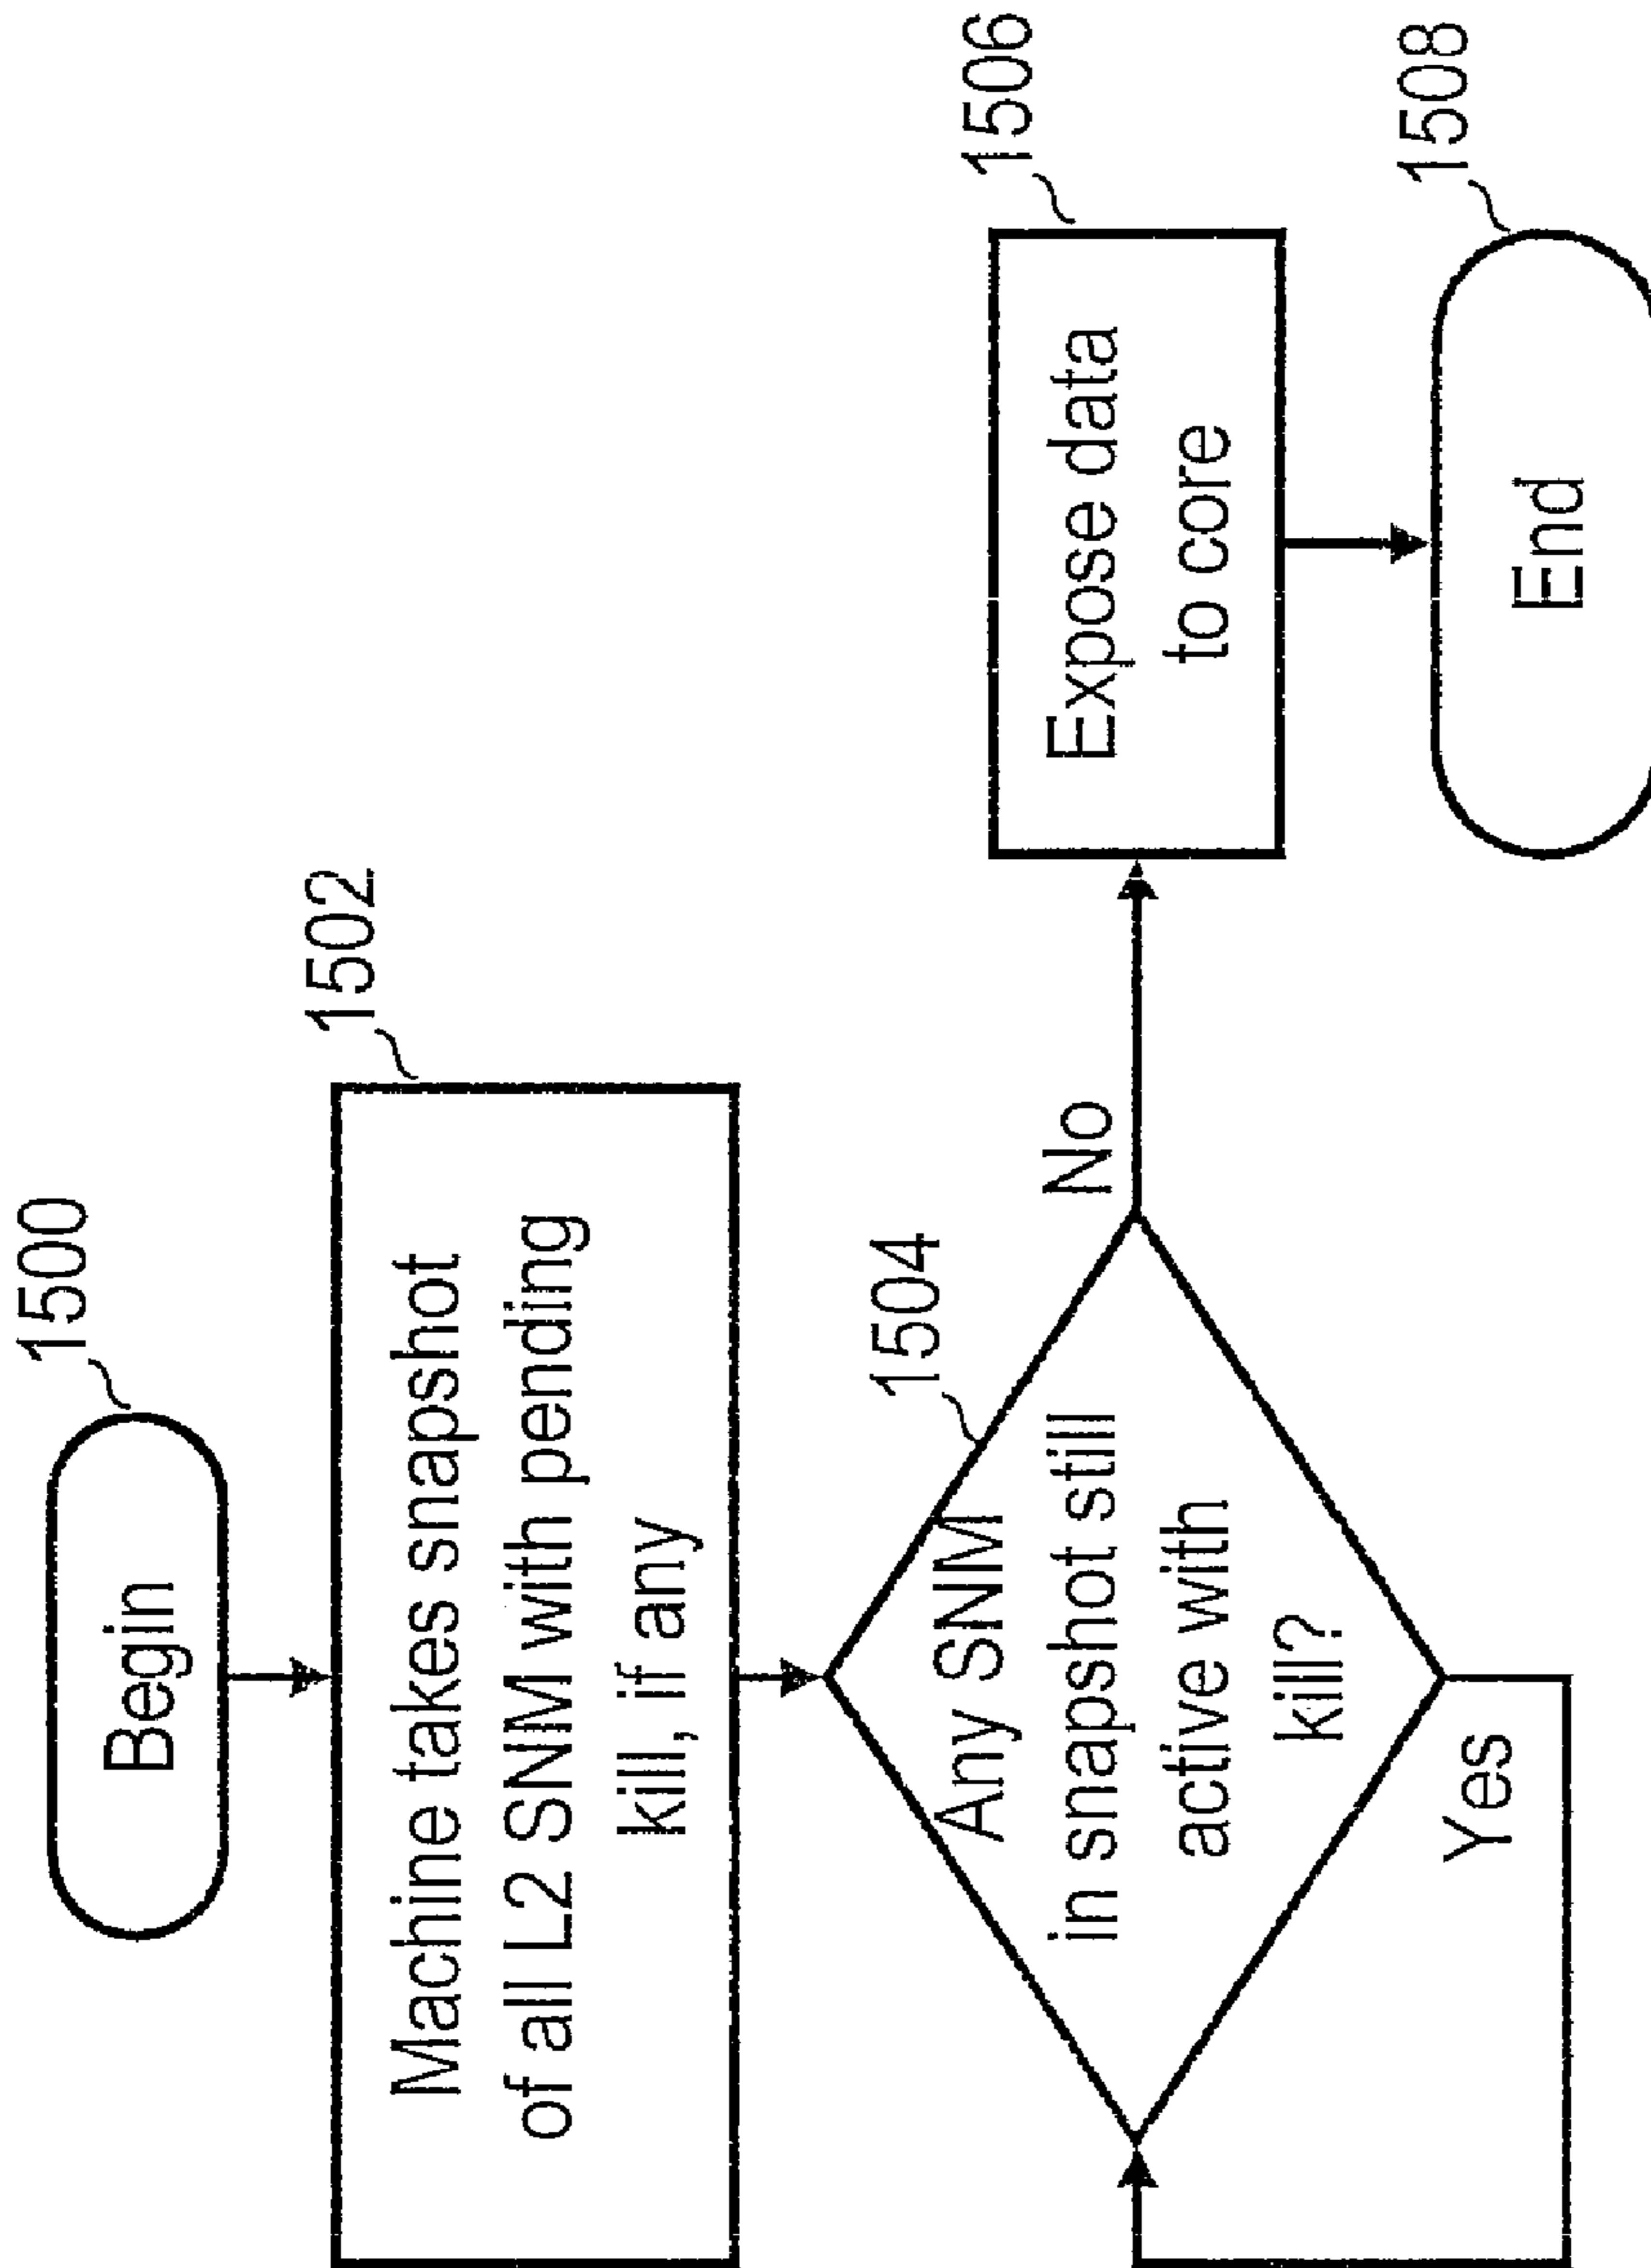 1500
Begin
1502
Machine takes snapshot
of all L2 SNM with pending
kill, if any
1504
Any SNM
in snapshot still
active with
kill?
No
Yes
1506
Expose data
to core
1508
End